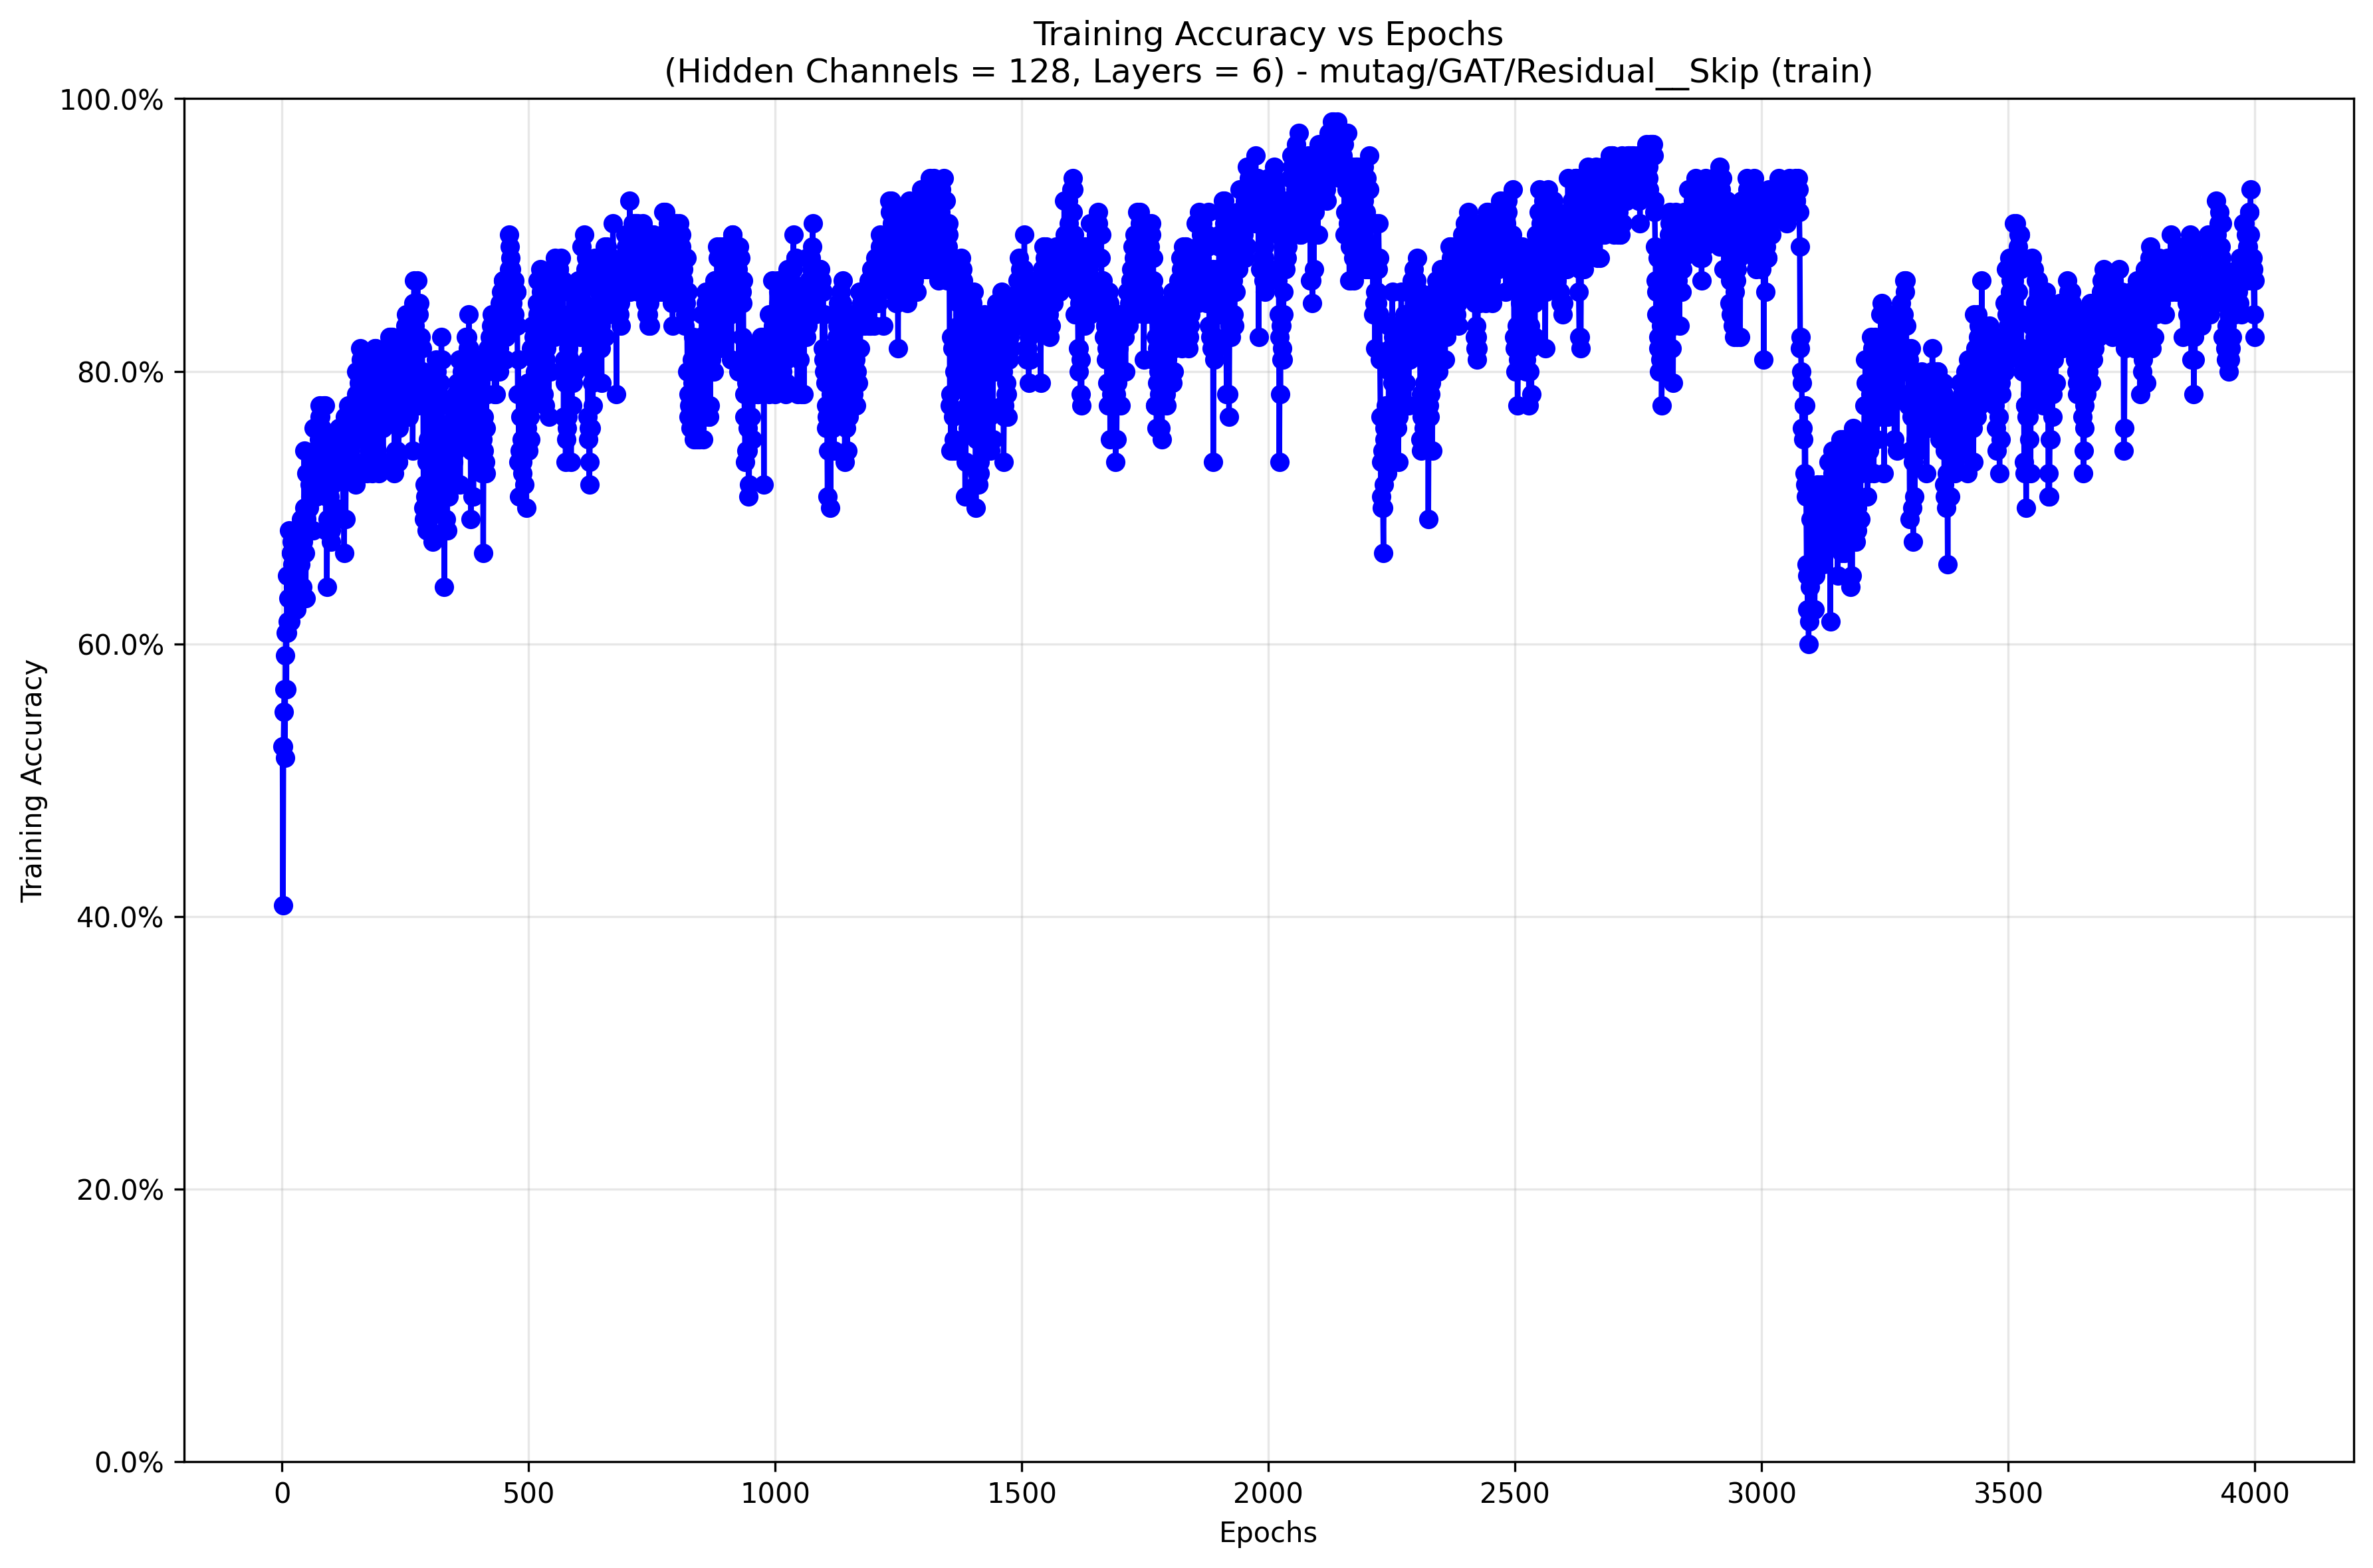 Training Accuracy vs Epochs
(Hidden Channels = 128, Layers = 6) - mutag/GAT/Residual__Skip (train)
100.0%
80.0%
60.0%
40.0%
20.0%
0.0%
Training Accuracy
0 500 1000 1500 2000 2500 3000 3500 4000
Epochs